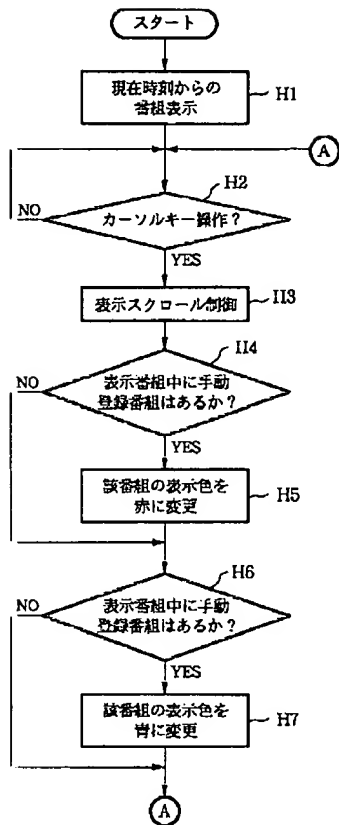 スタート
現在時刻からの
番組表示
H1
A
H2
NO
カーソルキー操作?
YES
表示スクロール制御
H3
H4
NO
表示番組中に手動
登録番組はあるか?
YES
該番組の表示色を
赤に変更
H5
H6
NO
表示番組中に手動
登録番組はあるか?
YES
該番組の表示色を
青に変更
H7
A